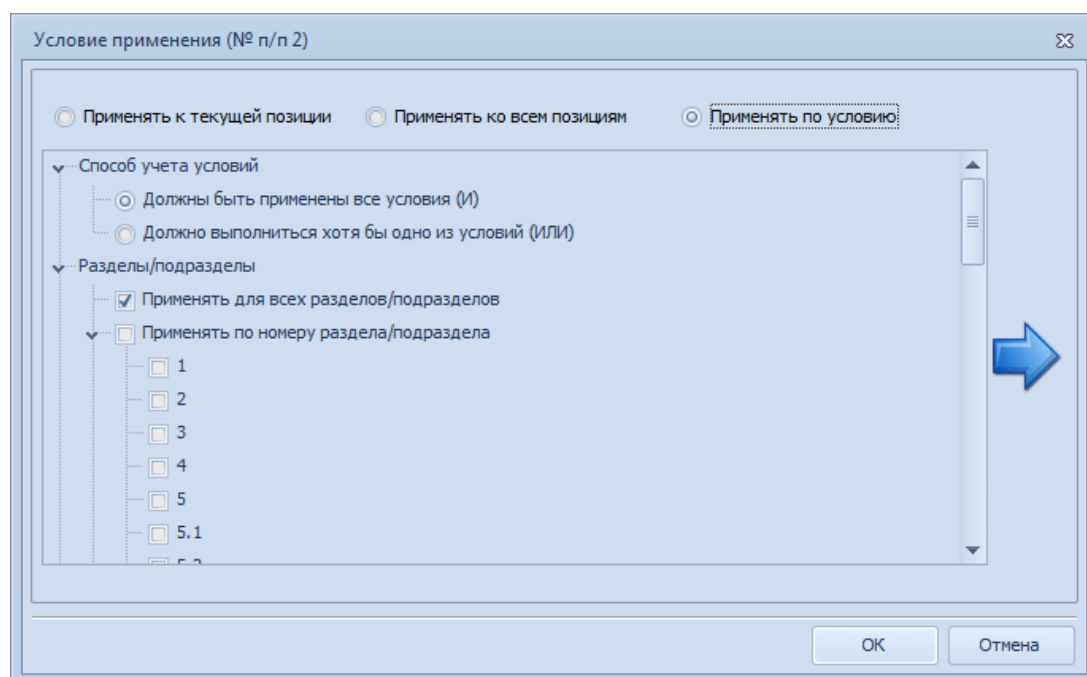 Условие применения (№ п/п 2)
Применять к текущей позиции Применять ко всем позициям Применять по условию
Способ учета условий
Должны быть применены все условия (И)
Должно выполниться хотя бы одно из условий (ИЛИ)
Разделы/подразделы
Применять для всех разделов/подразделов
Применять по номеру раздела/подраздела
1
2
3
4
5
5.1
OK Отмена